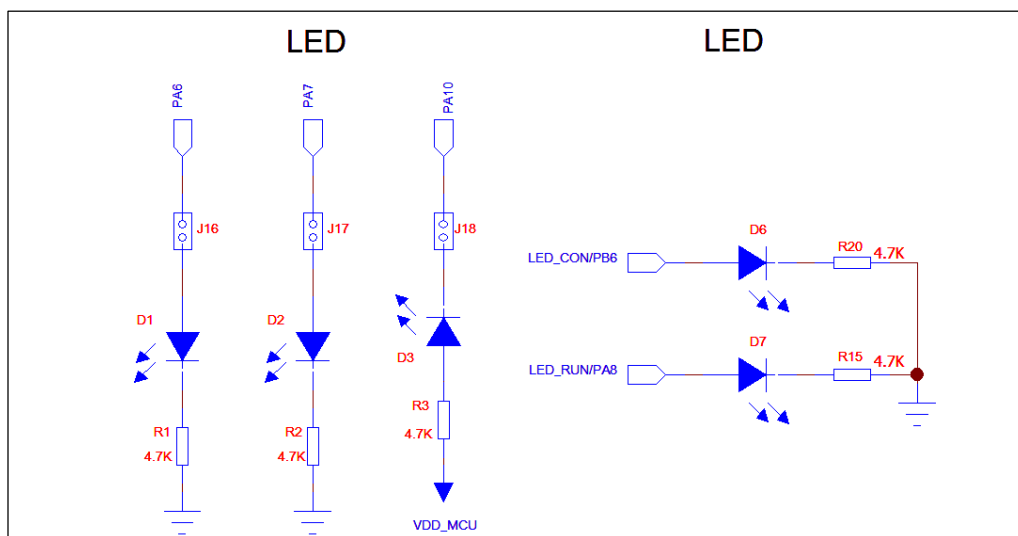 LED
LED
PA6
PA7
PA10
J16
J17
J18
D1
D2
D3
R1
4.7K
R2
4.7K
R3
4.7K
VDD_MCU
D6
LED_CON/PB6
R20
4.7K
D7
LED_RUN/PA8
R15
4.7K